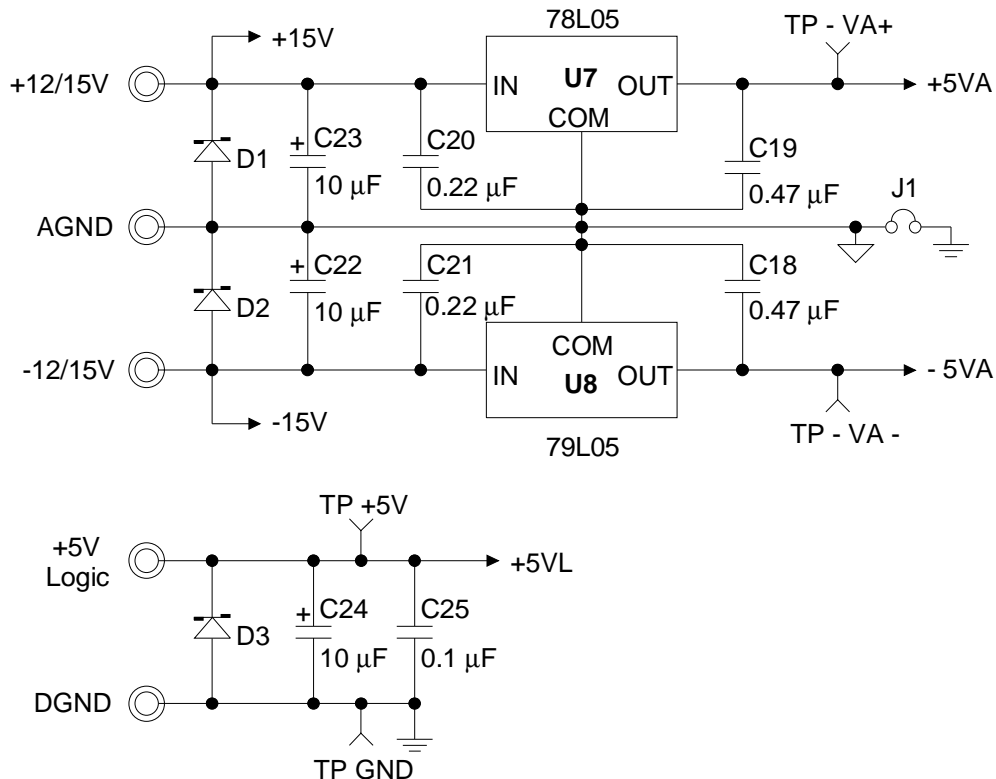 78L05
TP - VA+
+15V
+12/15V
IN
U7
OUT
+5VA
COM
+
C23
C20
C19
D1
10 µF
0.22 µF
0.47 µF
J1
AGND
+
C22
C21
C18
D2
10 µF
0.22 µF
0.47 µF
COM
-12/15V
IN
U8
OUT
- 5VA
-15V
TP - VA -
79L05
TP +5V
+5V
Logic
+5VL
+
C24
C25
D3
10 µF
0.1 µF
DGND
TP GND